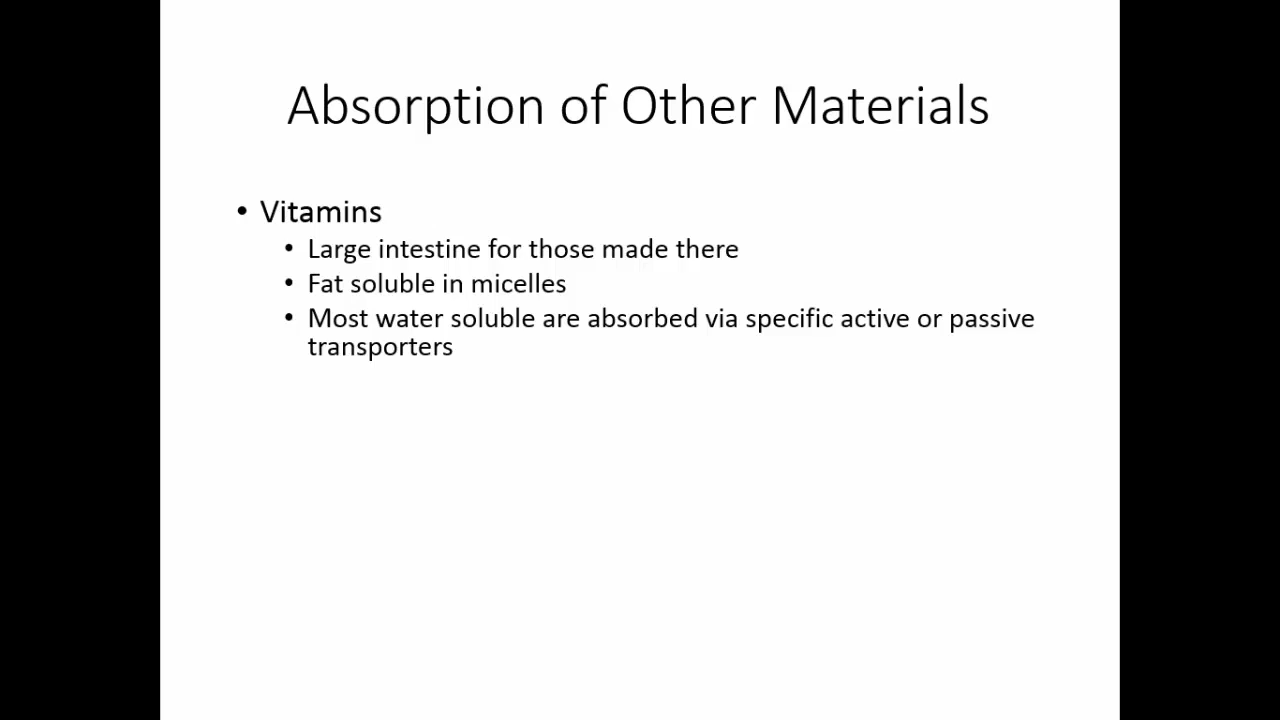 Absorption of Other Materials
• Vitamins
• Large intestine for those made there
• Fat soluble in micelles
• Most water soluble are absorbed via specific active or passive
transporters